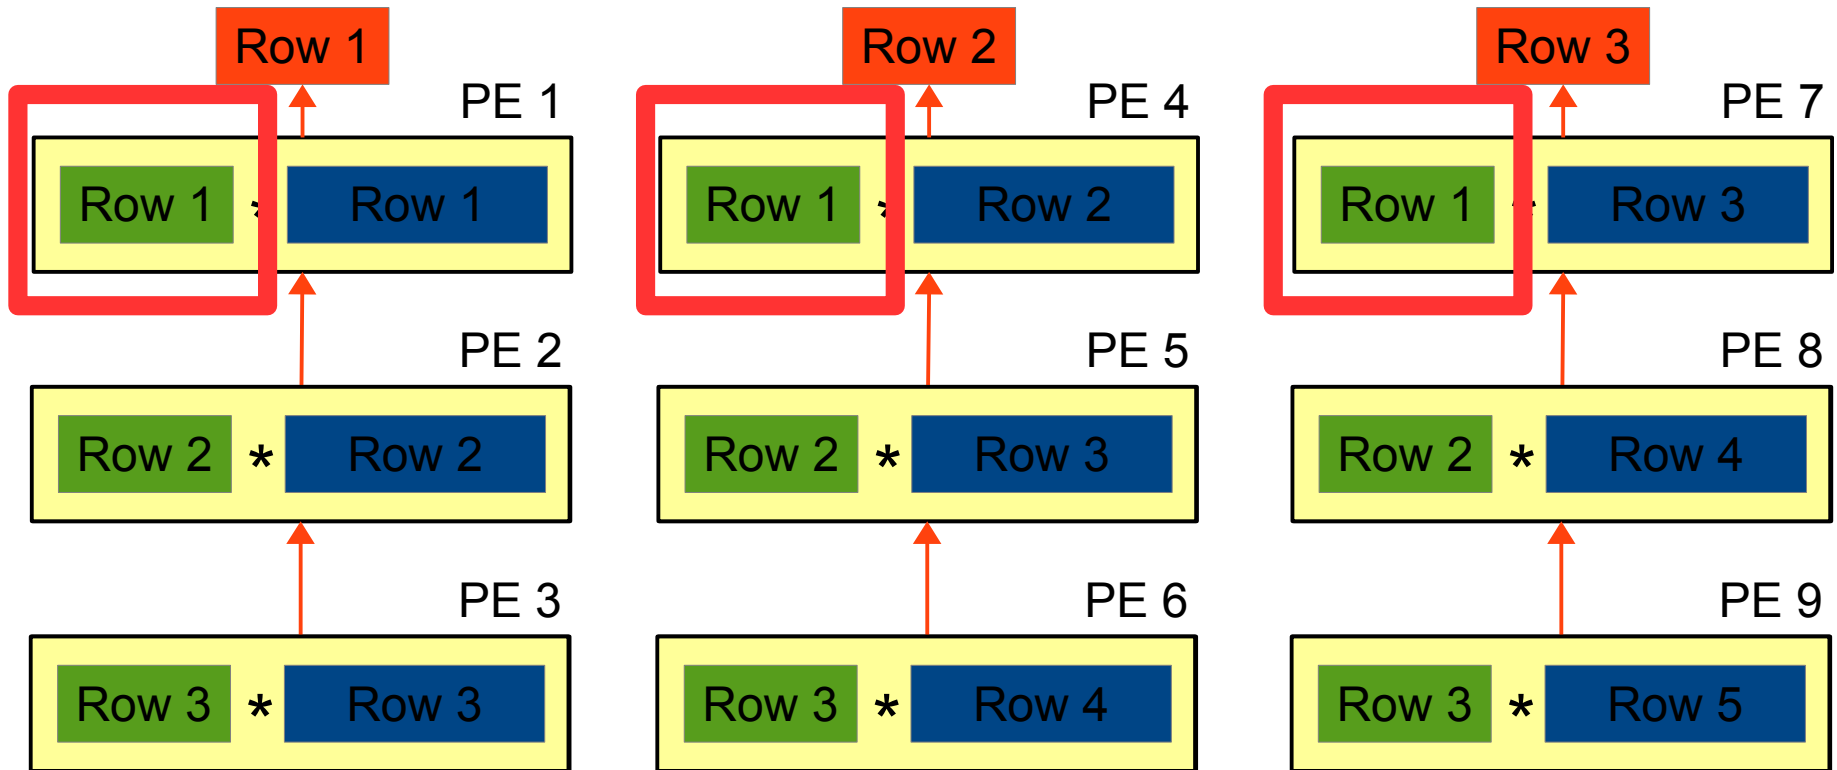 Row 1 Row 2 Row 3
PE 1 PE 4 PE 7
Row 1 * Row 1 Row 1 * Row 2 Row 1 * Row 3
PE 2 PE 5 PE 8
Row 2 * Row 2 Row 2 * Row 3 Row 2 * Row 4
PE 3 PE 6 PE 9
Row 3 * Row 3 Row 3 * Row 4 Row 3 * Row 5